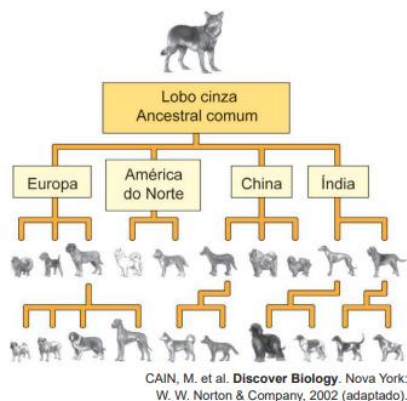 Lobo cinza
Ancestral comum
Europa
América
do Norte
China
Índia
CAIN, M. et al. Discover Biology. Nova York:
W. W. Norton & Company, 2002 (adaptado).